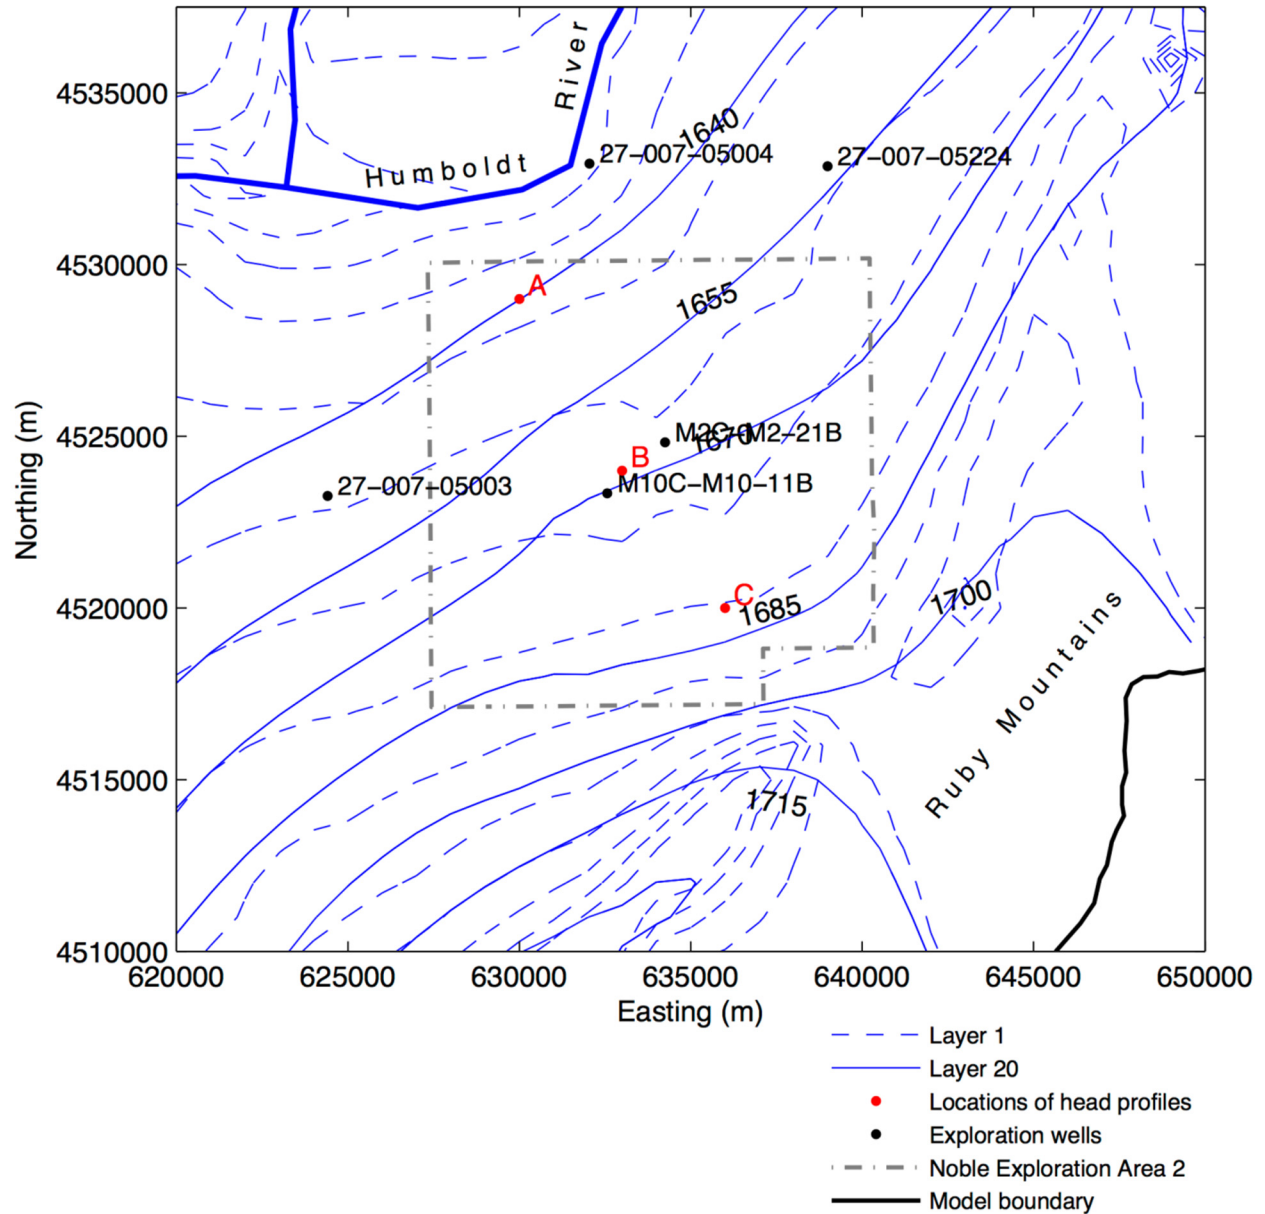 4535000
4530000
4525000
4520000
4515000
4510000
Northing (m)
620000 625000 630000 635000 640000 645000 650000
Easting (m)
River
Humboldt
1640
27-007-05004
27-007-05224
A
1655
M2C-M2-21B
1670
B
M10C-M10-11B
27-007-05003
C
1685
1700
Ruby Mountains
1715
Layer 1
Layer 20
Locations of head profiles
Exploration wells
Noble Exploration Area 2
Model boundary